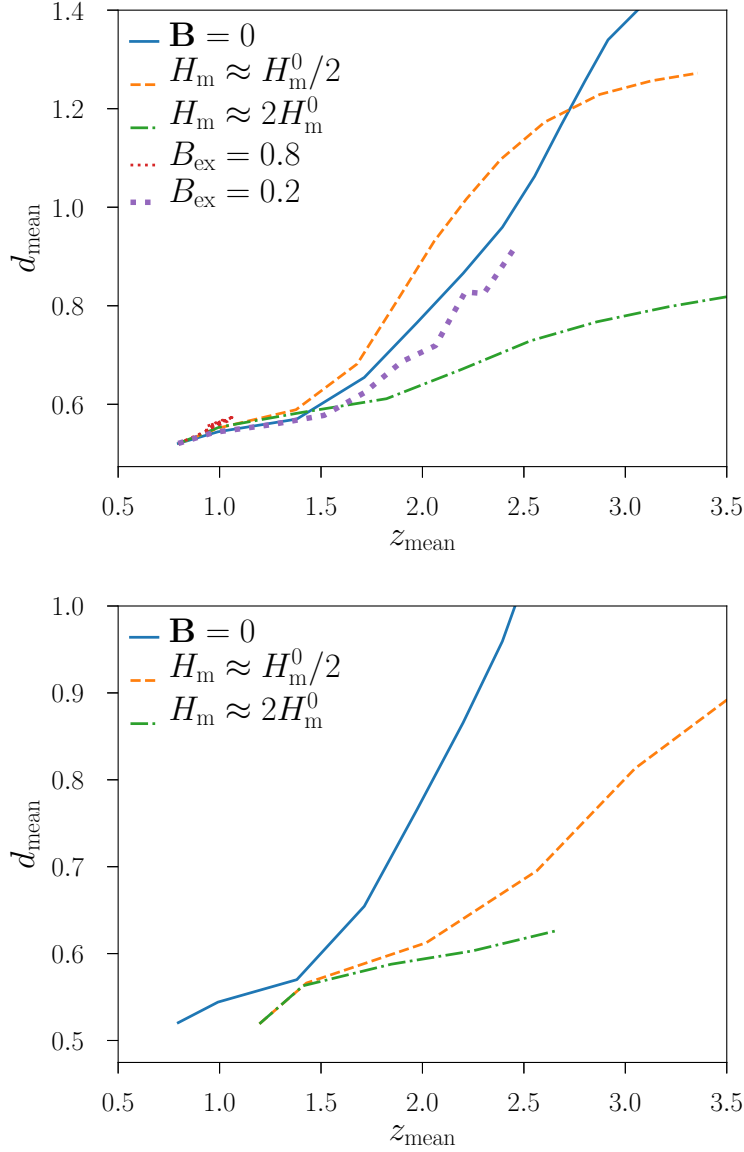 1.4
1.2
1.0
0.8
0.6
d_mean
B = 0
H_m ≈ H_m^0/2
H_m ≈ 2H_m^0
B_ex = 0.8
B_ex = 0.2
0.5 1.0 1.5 2.0 2.5 3.0 3.5
z_mean
1.0
0.9
0.8
0.7
0.6
0.5
d_mean
B = 0
H_m ≈ H_m^0/2
H_m ≈ 2H_m^0
0.5 1.0 1.5 2.0 2.5 3.0 3.5
z_mean